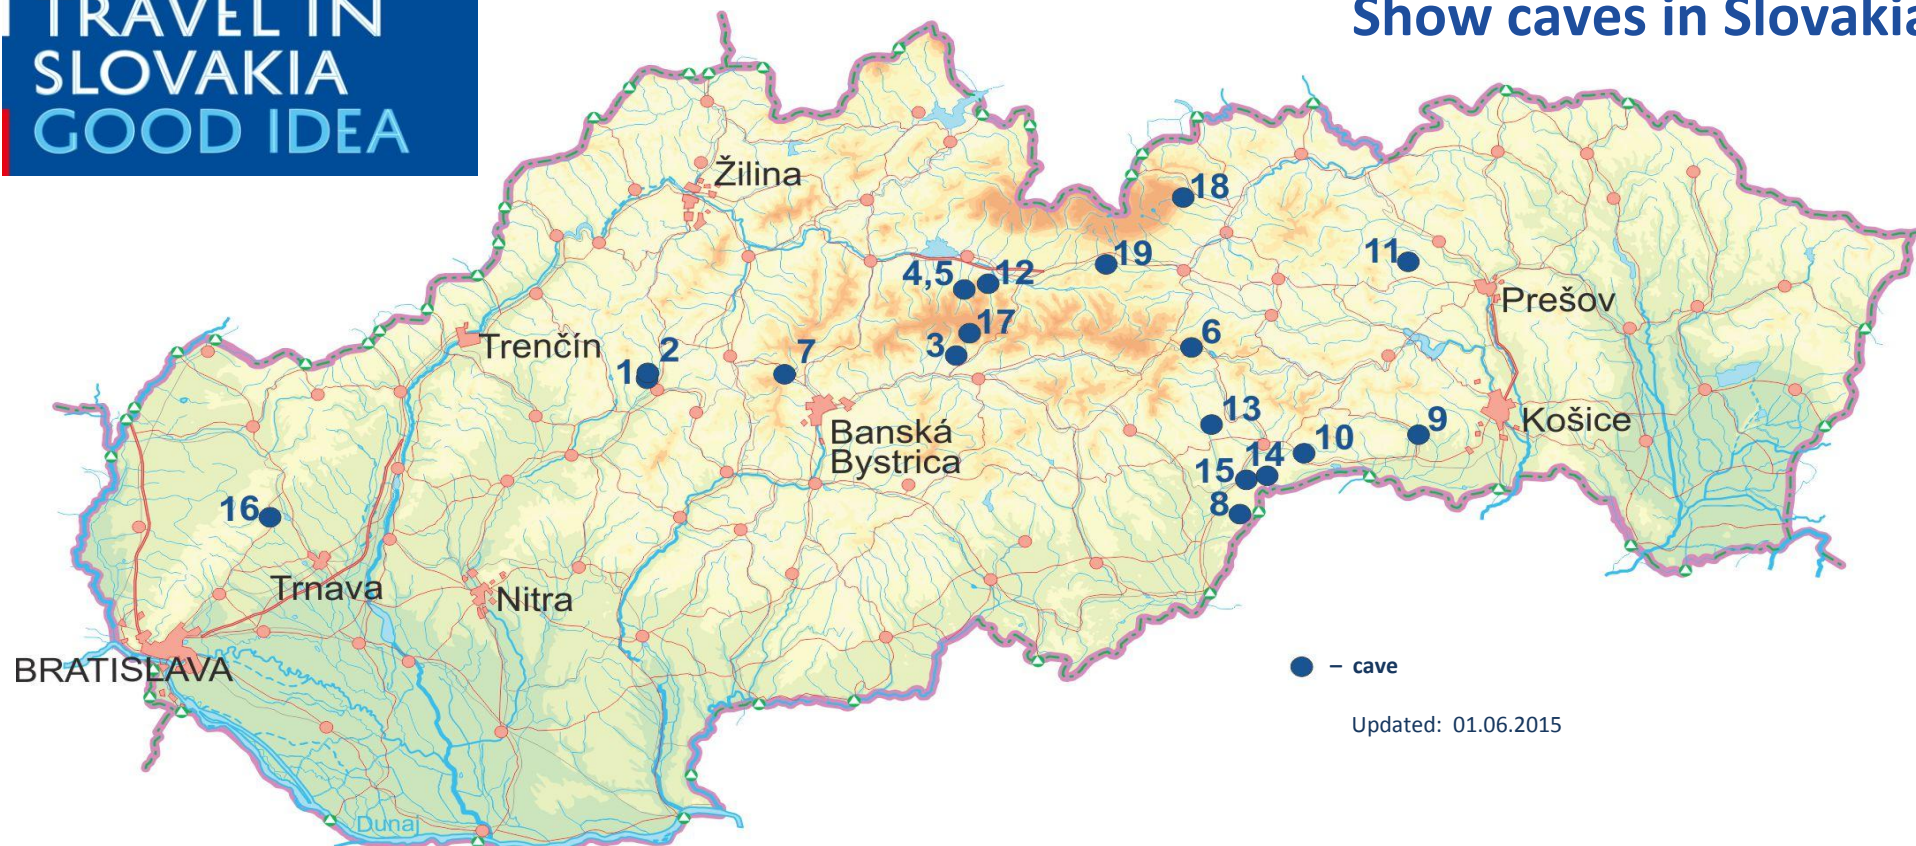 TRAVEL IN
SLOVAKIA
GOOD IDEA
Show caves in Slovakia
Žilina
18
11
19
4,5
12
Prešov
17
Trenčín
2
3
6
1
7
13
9
Košice
Banská
Bystrica
10
14
15
16
8
Trnava
Nitra
BRATISLAVA
– cave
Updated: 01.06.2015
Dunaj